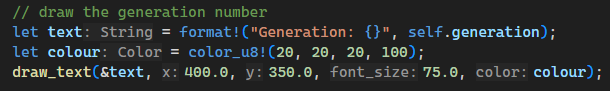 // draw the generation number
let text: String = format!("Generation: {}", self.generation);
let colour: Color = color_u8!(20, 20, 20, 100);
draw_text(&text, x: 400.0, y: 350.0, font_size: 75.0, color: colour);